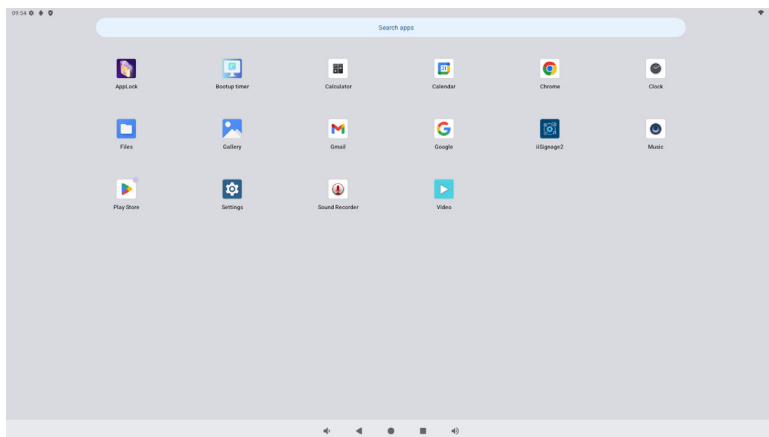 09:54
Search apps
AppLock
Bootup timer
Calculator
Calendar
Chrome
Clock
Files
Gallery
Gmail
Google
iiSignage2
Music
Play Store
Settings
Sound Recorder
Video